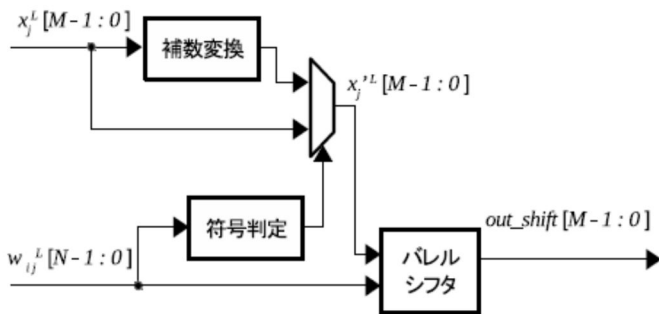 x_j^L [M-1:0]
補数変換
x_j'^L [M-1:0]
符号判定
w_ij^L [N-1:0]
バレル
シフタ
out_shift[M-1:0]